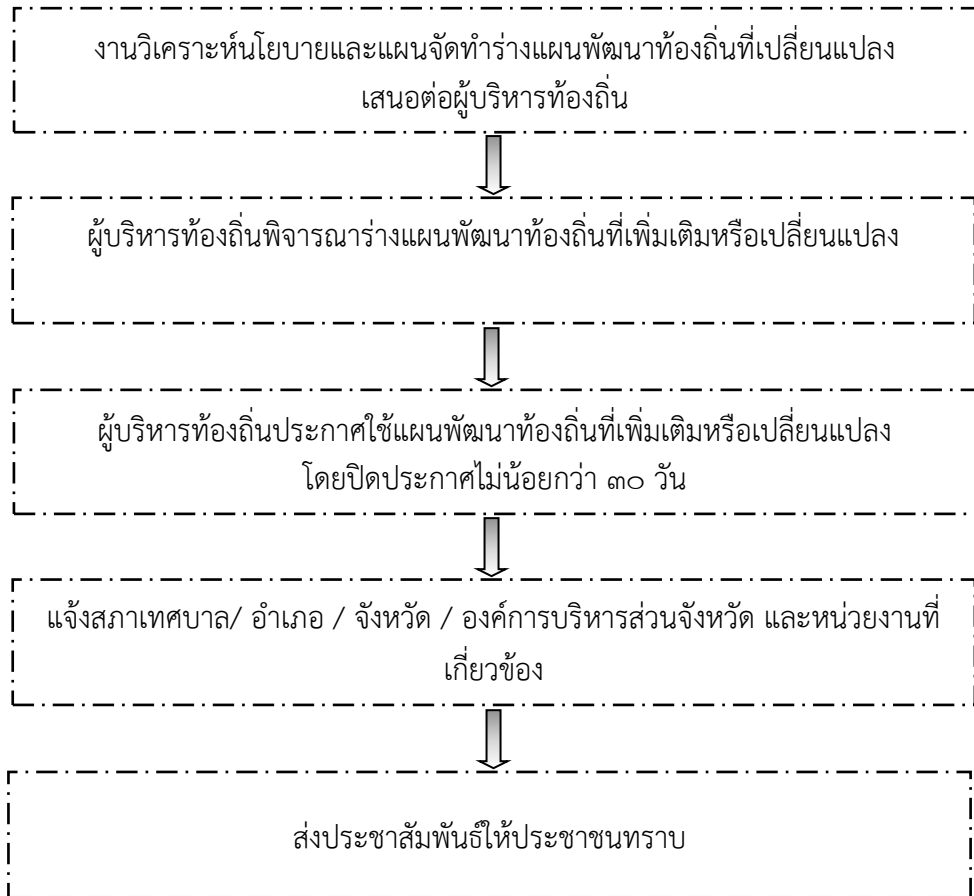 งานวิเคราะห์นโยบายและแผนจัดทำร่างแผนพัฒนาท้องถิ่นที่เปลี่ยนแปลง
เสนอต่อผู้บริหารท้องถิ่น
ผู้บริหารท้องถิ่นพิจารณาร่างแผนพัฒนาท้องถิ่นที่เพิ่มเติมหรือเปลี่ยนแปลง
ผู้บริหารท้องถิ่นประกาศใช้แผนพัฒนาท้องถิ่นที่เพิ่มเติมหรือเปลี่ยนแปลง
โดยปิดประกาศไม่น้อยกว่า ๓๐ วัน
แจ้งสภาเทศบาล/ อำเภอ / จังหวัด / องค์การบริหารส่วนจังหวัด และหน่วยงานที่
เกี่ยวข้อง
ส่งประชาสัมพันธ์ให้ประชาชนทราบ